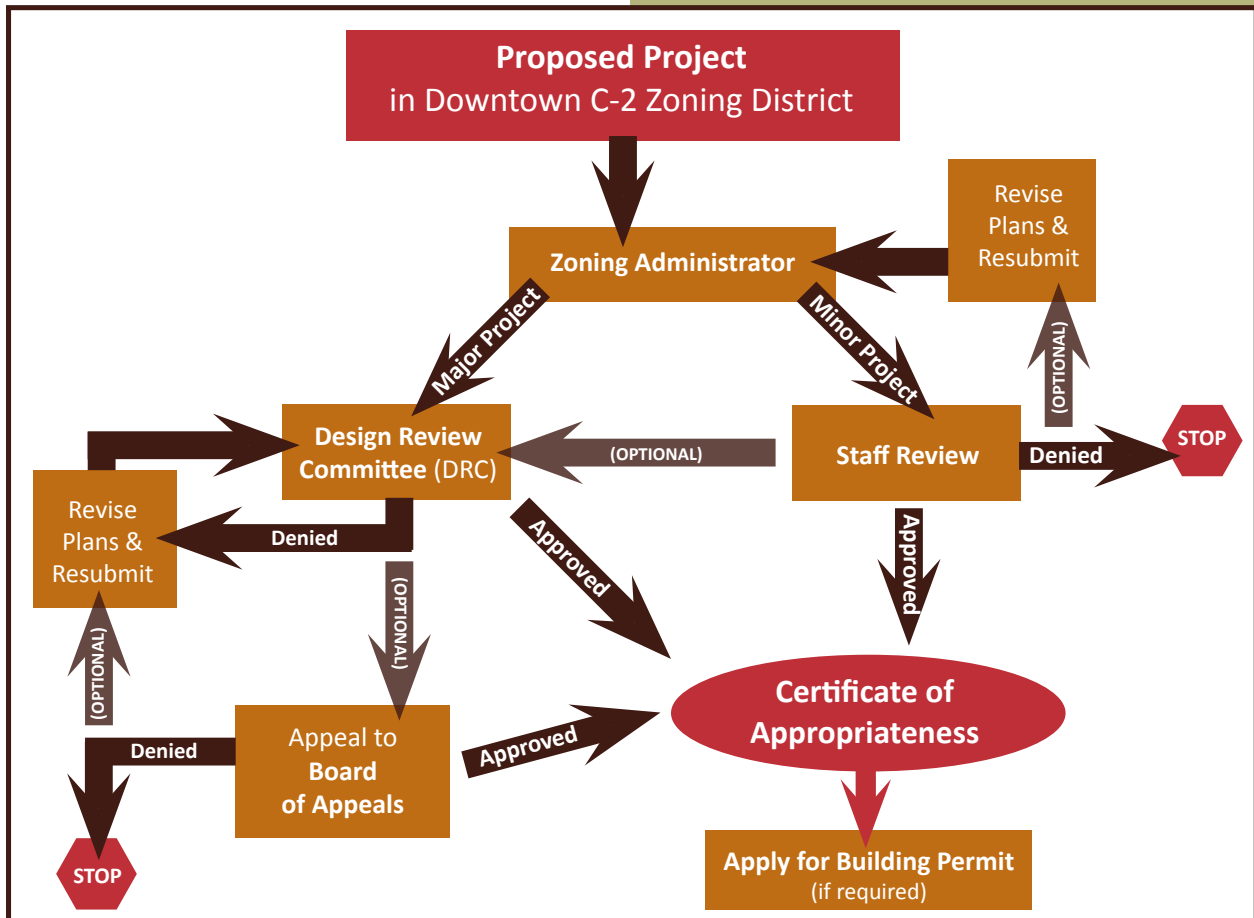 Proposed Project
in Downtown C-2 Zoning District
Revise
Plans &
Resubmit
Zoning Administrator
Major Project
Minor Project
(OPTIONAL)
Design Review
Committee (DRC)
(OPTIONAL)
Staff Review
Denied
STOP
Revise
Plans &
Resubmit
Denied
Approved
Approved
(OPTIONAL)
(OPTIONAL)
Certificate of
Appropriateness
Denied
Appeal to
Board
of Appeals
Approved
STOP
Apply for Building Permit
(if required)